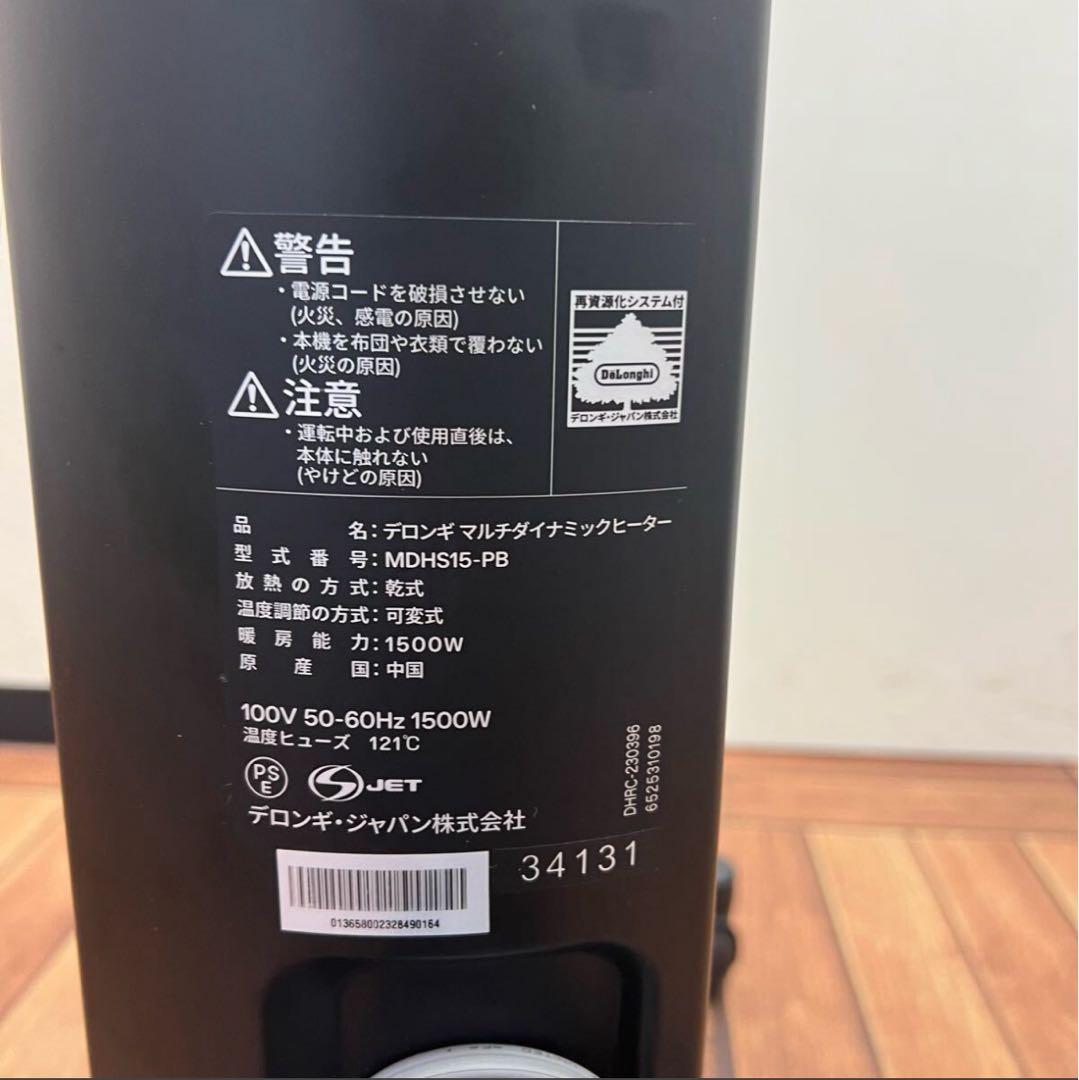 警告
・電源コードを破損させない
(火災、感電の原因)
・本機を布団や衣類で覆わない
(火災の原因)
注意
・運転中および使用直後は、
本体に触れない
(やけどの原因)
再資源化システム付
DeLonghi
デロンギ・ジャパン株式会社
品名：デロンギ マルチダイナミックヒーター
型式番号：MDHS15-PB
放熱の方式：乾式
温度調節の方式：可変式
暖房能力：1500W
原産国：中国
100V 50-60Hz 1500W
温度ヒューズ 121℃
PS
E
JET
デロンギ・ジャパン株式会社
DHRC-230396
6525310198
34131
013658002328490164